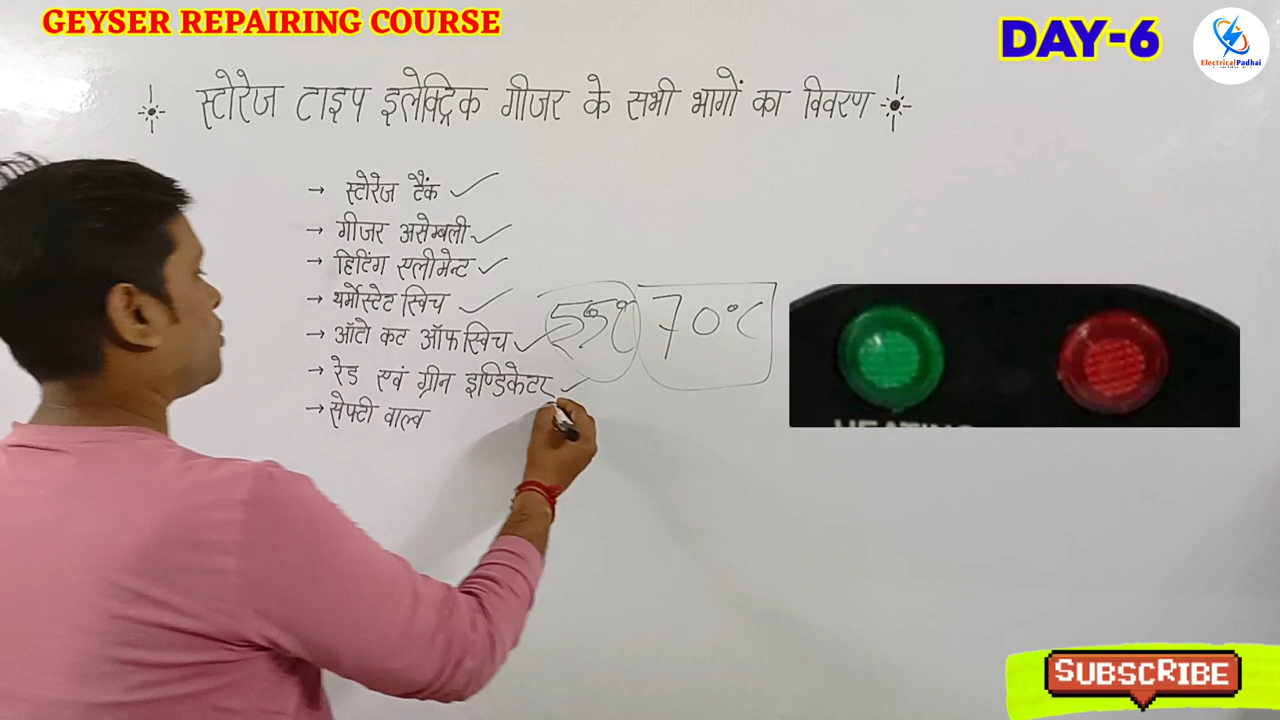 GEYSER REPAIRING COURSE
DAY-6
ElectricalPadhai
स्टोरेज टाइप इलेक्ट्रिक गीजर के सभी भागों का विवरण
→ स्टोरेज टैंक ✓
→ गीजर असेम्बली ✓
→ हिटिंग एलीमेन्ट ✓
→ थर्मोस्टेट स्विच ✓
→ ऑटो कट ऑफ स्विच ✓
70°C
→ रेड एवं ग्रीन इण्डिकेटर ✓
→ सेफ्टी वाल्व
HEATING
SUBSCRIBE